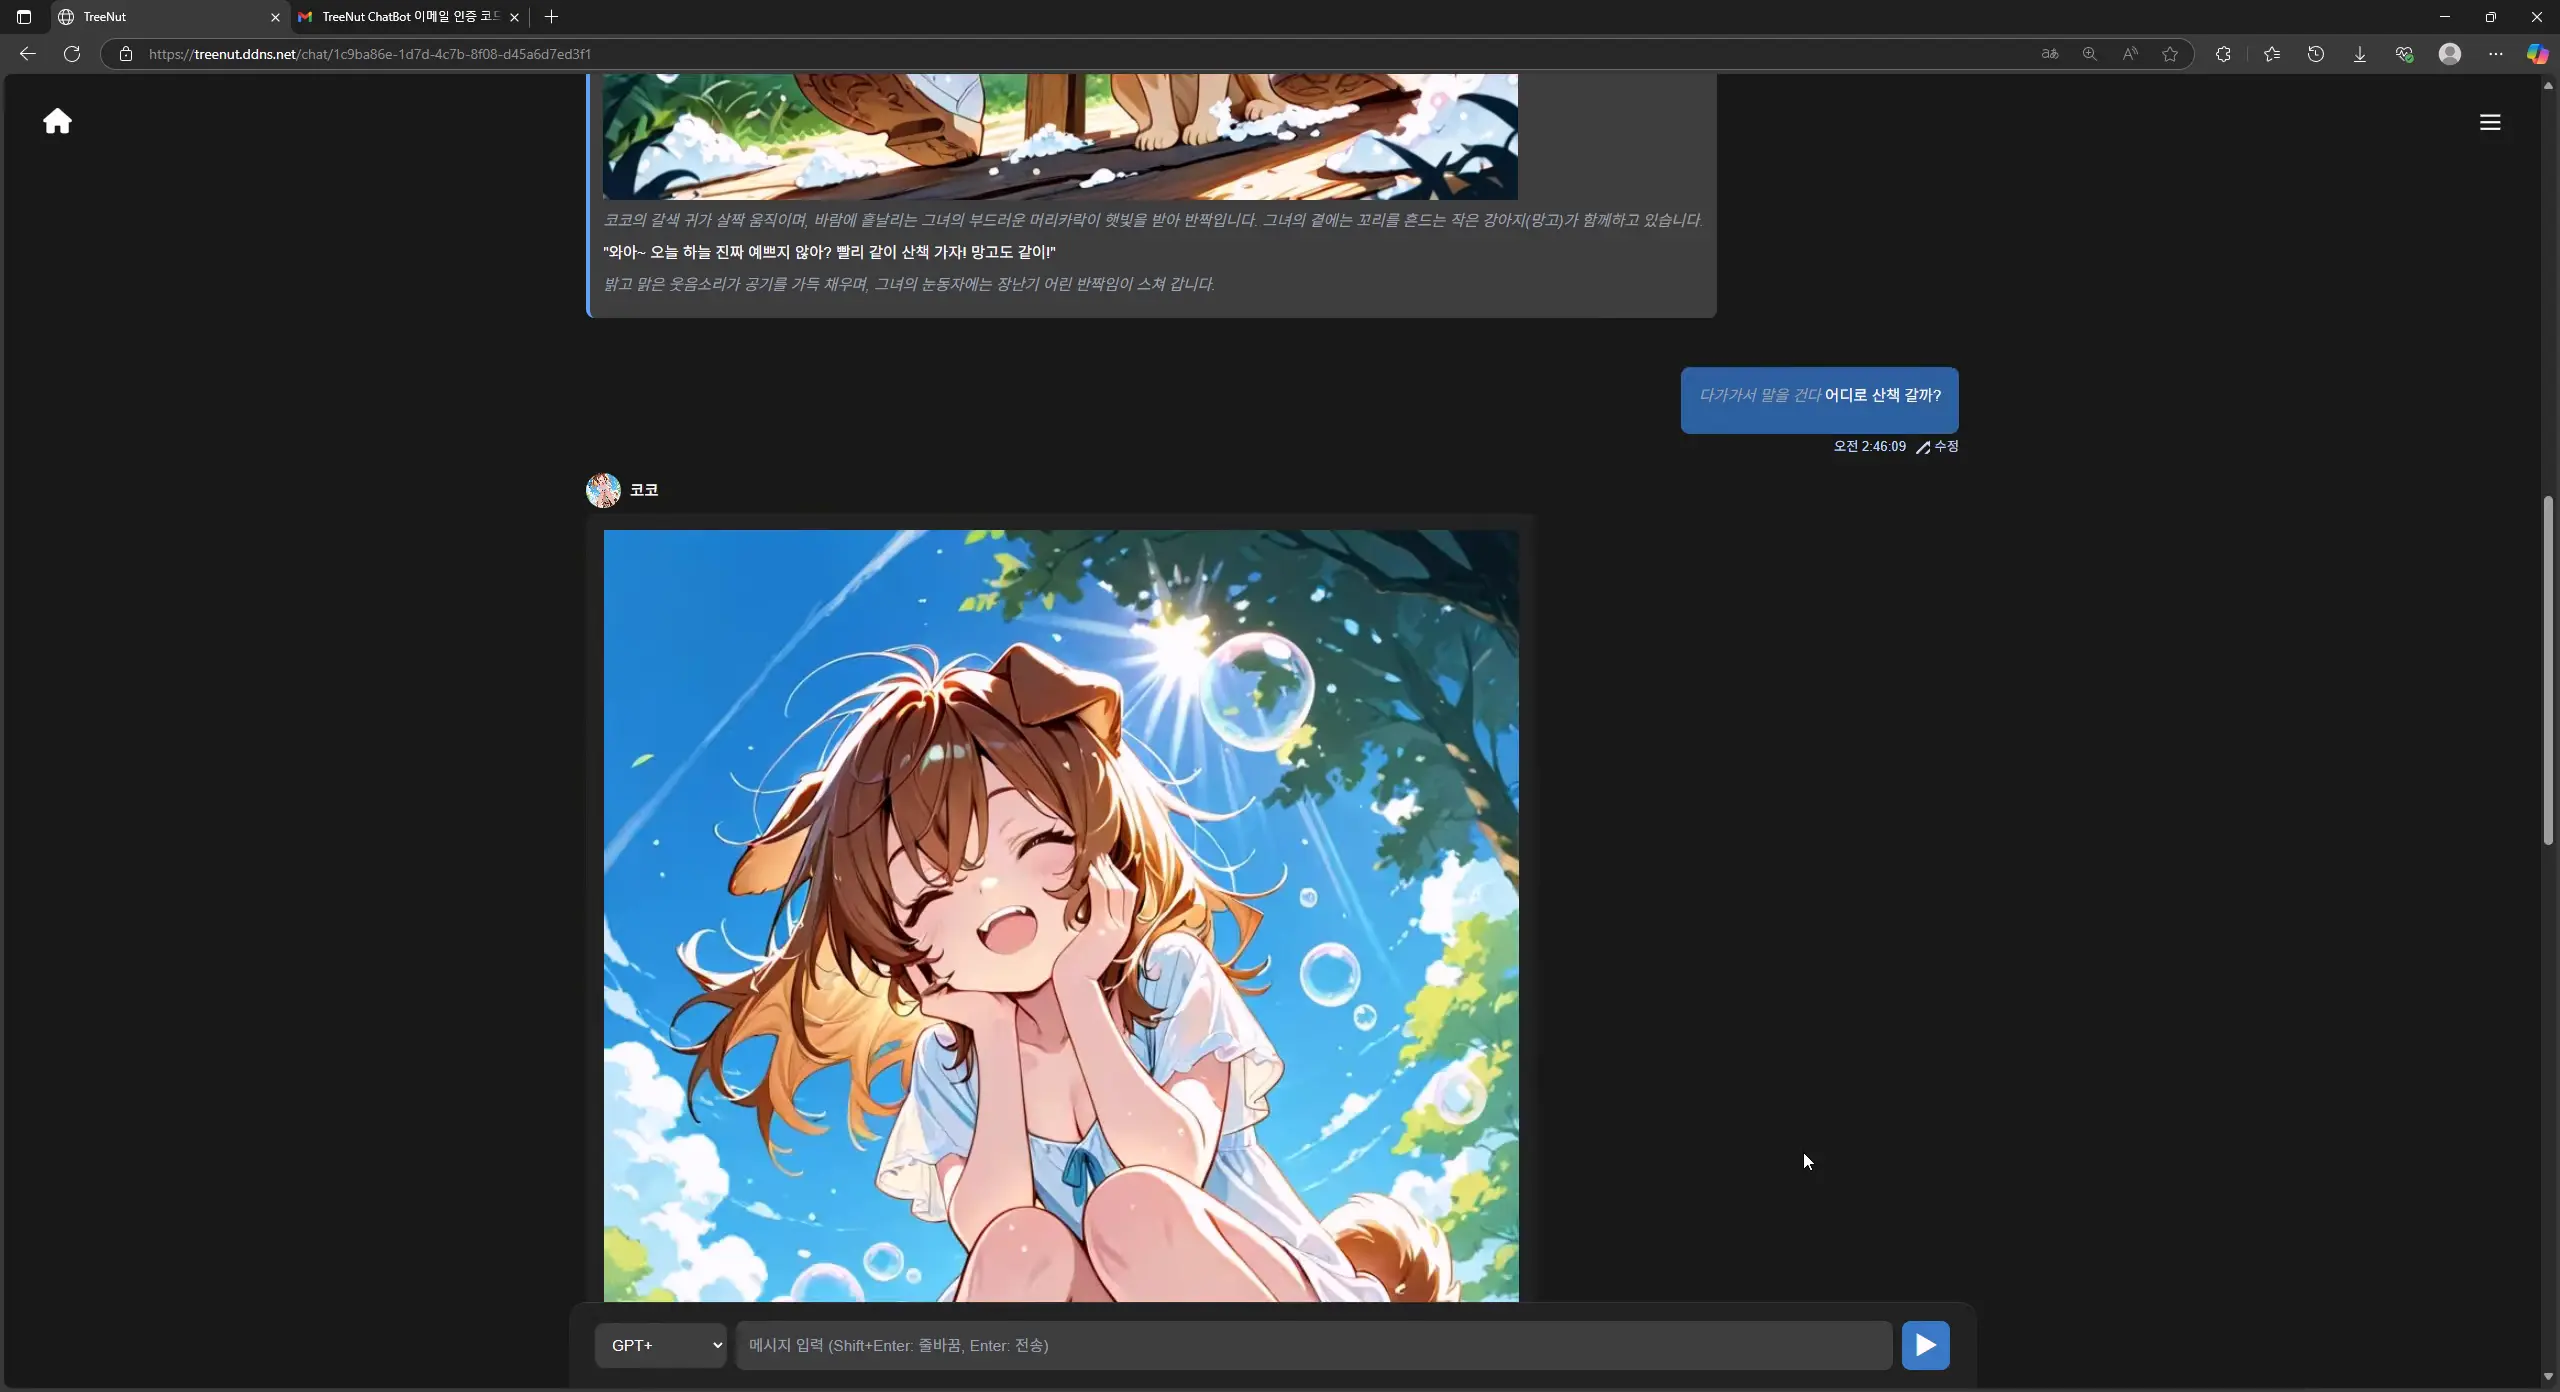 TreeNut
TreeNut ChatBot 이메일 인증 코드
https://treenut.ddns.net/chat/1c9ba86e-1d7d-4c7b-8f08-d45a6d7ed3f1
코코의 갈색 귀가 살짝 움직이며, 바람에 흩날리는 그녀의 부드러운 머리카락이 햇빛을 받아 반짝입니다. 그녀의 곁에는 꼬리를 흔드는 작은 강아지(망고)가 함께하고 있습니다.
"와아~ 오늘 하늘 진짜 예쁘지 않아? 빨리 같이 산책 가자! 망고도 같이!"
밝고 맑은 웃음소리가 공기를 가득 채우며, 그녀의 눈동자에는 장난기 어린 반짝임이 스쳐 갑니다.
다가가서 말을 건다 어디로 산책 갈까?
오전 2:46:09 수정
코코
GPT+
메시지 입력 (Shift+Enter: 줄바꿈, Enter: 전송)